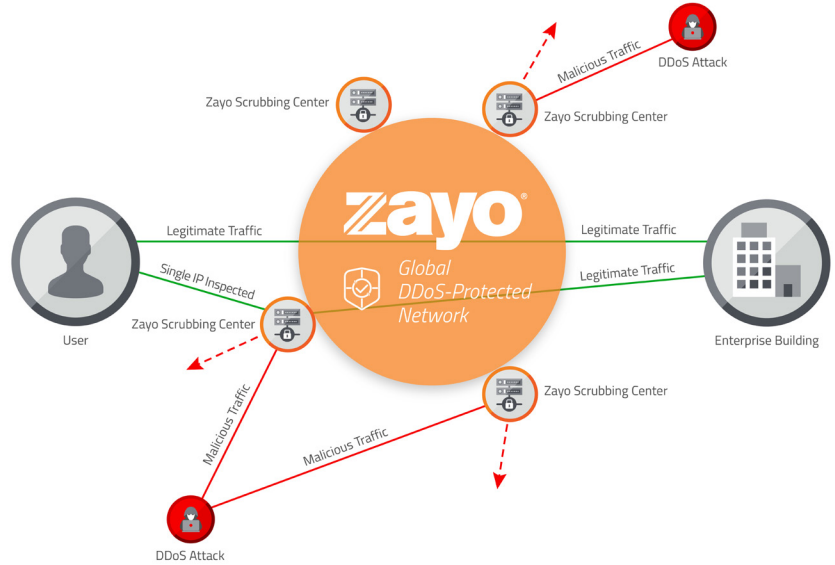 DDoS Attack
Malicious Traffic
Zayo Scrubbing Center
Zayo Scrubbing Center
zayo®
Legitimate Traffic
Legitimate Traffic
Global
DDoS-Protected
Network
Single IP Inspected
Legitimate Traffic
Zayo Scrubbing Center
User
Enterprise Building
Malicious Traffic
Zayo Scrubbing Center
Malicious Traffic
DDoS Attack